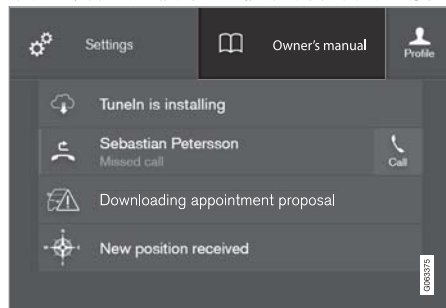 Settings
Owner's manual
Profile
TuneIn is installing
Sebastian Petersson
Missed call
Call
Downloading appointment proposal
New position received
G063375